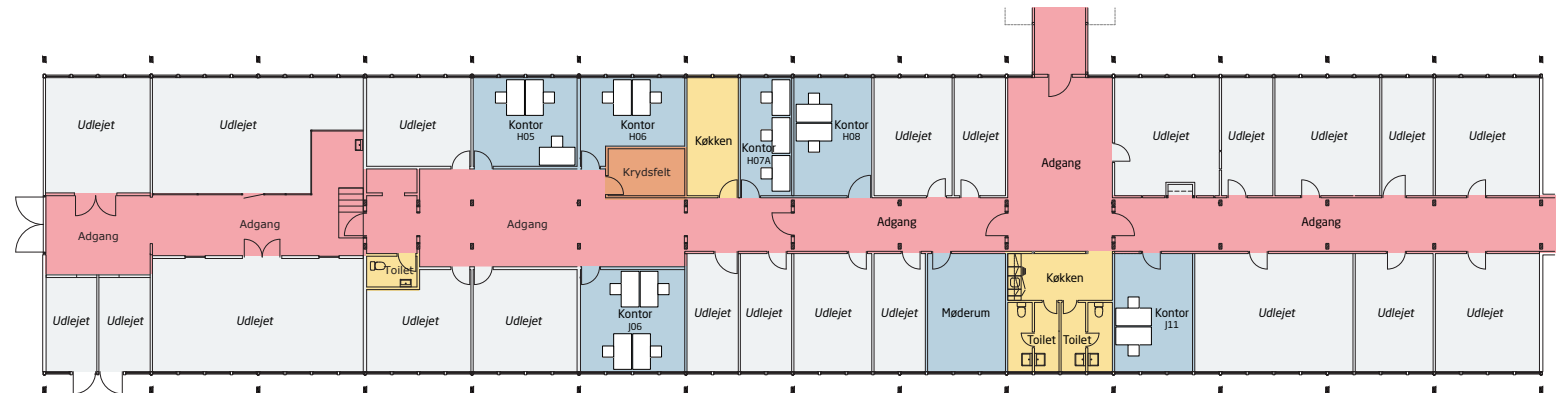 Udlejet
Udlejet
Udlejet
Kontor
H05
Kontor
H06
Krydsfelt
Køkken
Kontor
H07A
Kontor
H08
Udlejet
Udlejet
Adgang
Udlejet
Udlejet
Udlejet
Udlejet
Udlejet
Adgang
Adgang
Adgang
Adgang
Adgang
Toilet
Udlejet
Udlejet
Udlejet
Udlejet
Udlejet
Kontor
J06
Udlejet
Udlejet
Udlejet
Udlejet
Møderum
Køkken
Toilet
Toilet
Kontor
J11
Udlejet
Udlejet
Udlejet